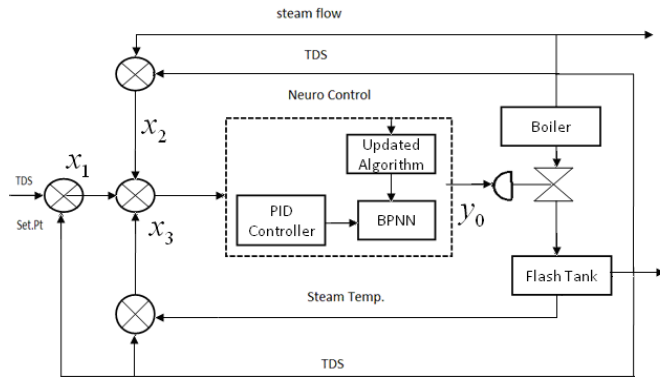 steam flow
TDS
Neuro Control
x2
Boiler
Updated
Algorithm
x1
TDS
Set.Pt
x3
PID
Controller
BPNN
y0
Flash Tank
Steam Temp.
TDS